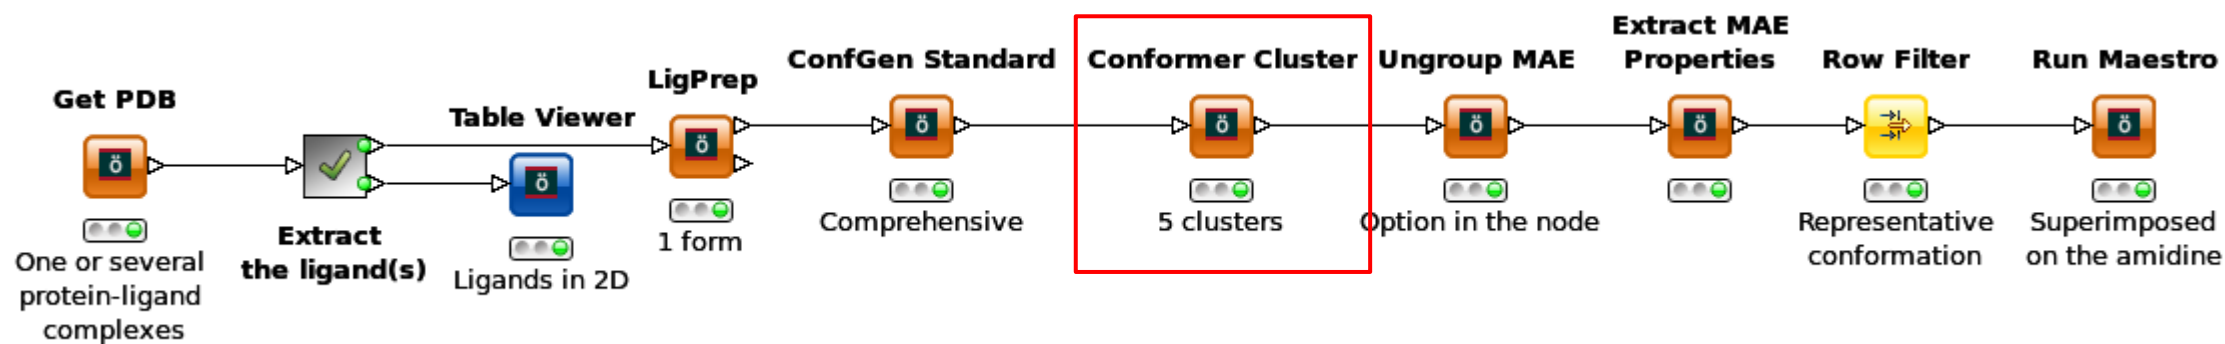 Get PDB
One or several
protein-ligand
complexes
Extract
the ligand(s)
Table Viewer
ö
Ligands in 2D
LigPrep
ö
1 form
ConfGen Standard
ö
Comprehensive
Conformer Cluster
ö
5 clusters
Ungroup MAE
ö
Option in the node
Extract MAE
Properties
ö
Row Filter
Representative
conformation
Run Maestro
ö
Superimposed
on the amidine
ö